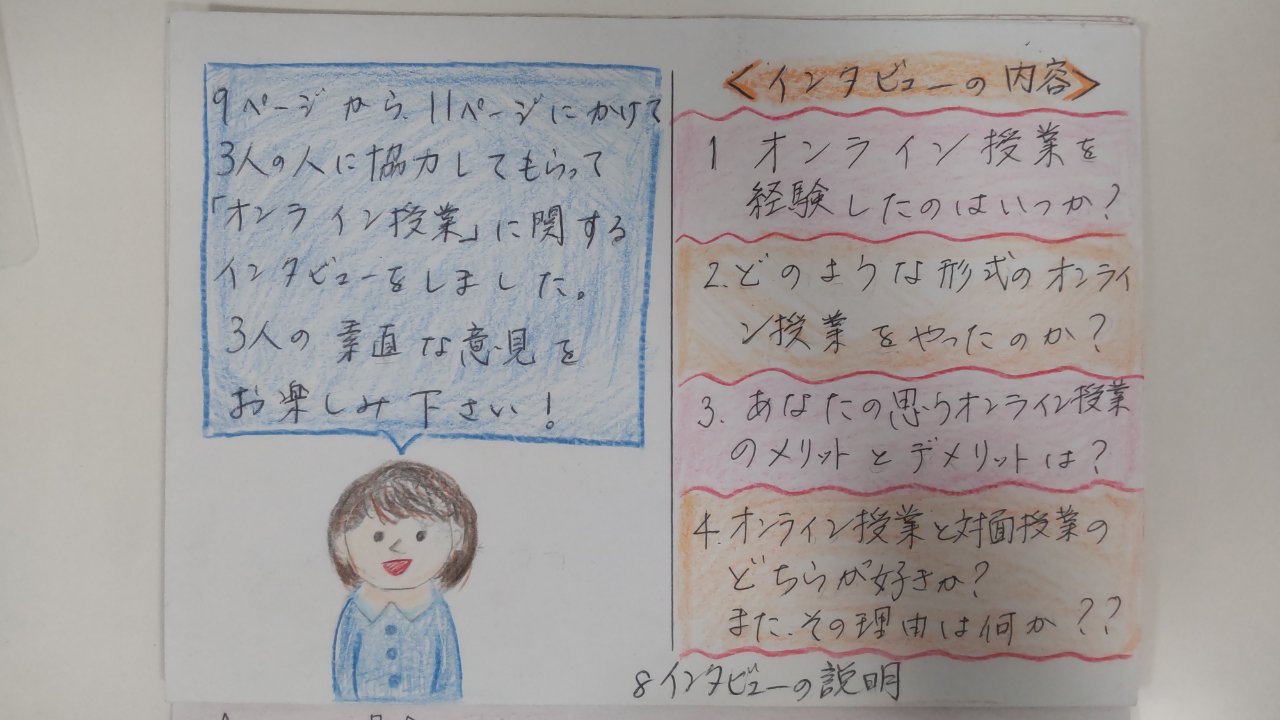 9ページから、11ページにかけて
3人の人に協力してもらって
「オンライン授業」に関する
インタビューをしました。
3人の素直な意見を
お楽しみ下さい!
<インタビューの内容>
1 オンライン授業を
経験したのはいつか?
2.どのような形式のオンライ
ン授業をやったのか?
3.あなたの思うオンライン授業
のメリットとデメリットは?
4.オンライン授業と対面授業の
どちらが好きか?
また、その理由は何か??
8インタビューの説明